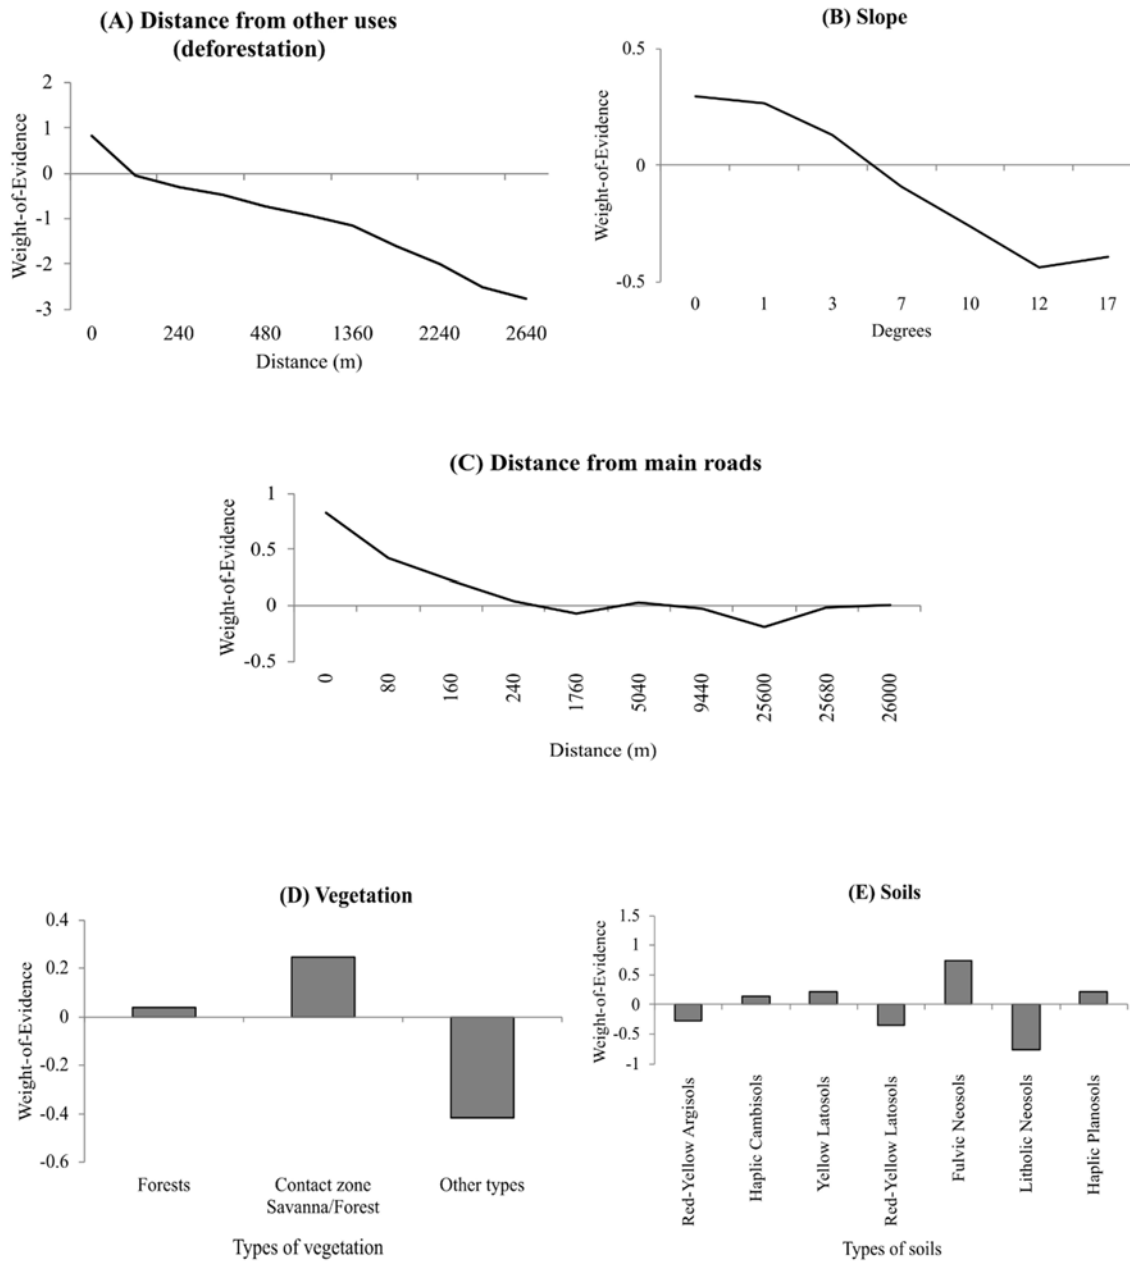 (A) Distance from other uses
(deforestation)
Weight-of-Evidence
2
1
0
-1
-2
-3
0 240 480 1360 2240 2640
Distance (m)
(B) Slope
Weight-of-Evidence
0.5
0
-0.5
0 1 3 7 10 12 17
Degrees
(C) Distance from main roads
Weight-of-Evidence
1
0.5
0
-0.5
0 80 160 240 1760 5040 9440 25600 25680 26000
Distance (m)
(D) Vegetation
Weight-of-Evidence
0.4
0.2
0
-0.2
-0.4
-0.6
Forests Contact zone Other types
Savanna/Forest
Types of vegetation
(E) Soils
Weight-of-Evidence
1.5
1
0.5
0
-0.5
-1
Red-Yellow Argisols
Haplic Cambisols
Yellow Latosols
Red-Yellow Latosols
Fulvic Neosols
Litholic Neosols
Haplic Planosols
Types of soils